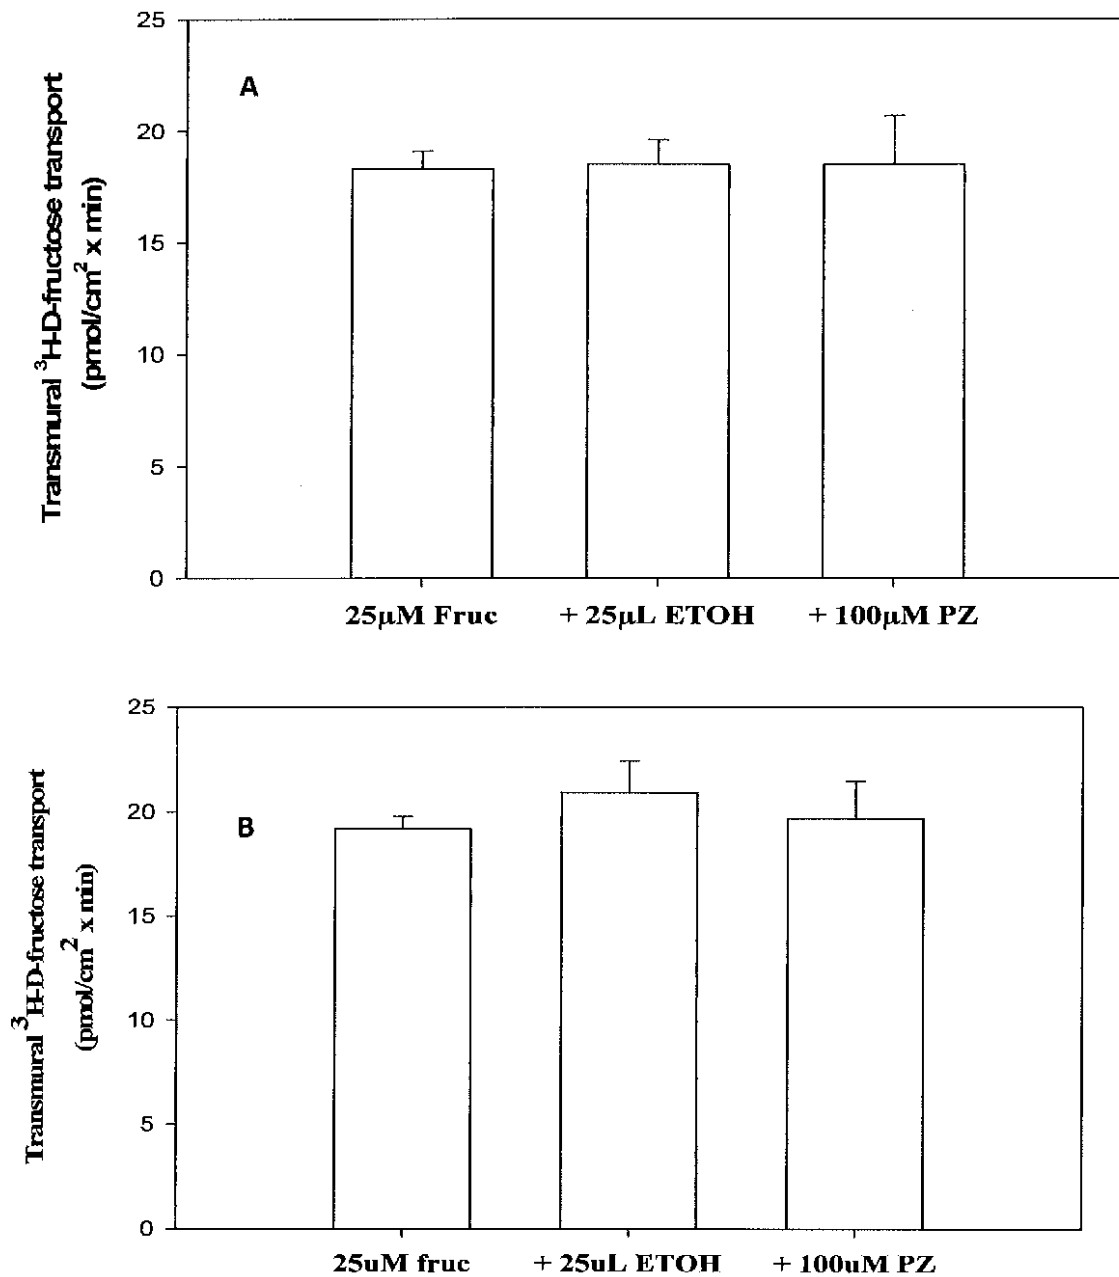 25
20
15
10
5
0
Transmural ³H-D-fructose transport
(pmol/cm² x min)
A
25µM Fruc
+ 25µL ETOH
+ 100µM PZ
25
20
15
10
5
0
Transmural ³H-D-fructose transport
(pmol/cm² x min)
B
25uM fruc
+ 25uL ETOH
+ 100uM PZ